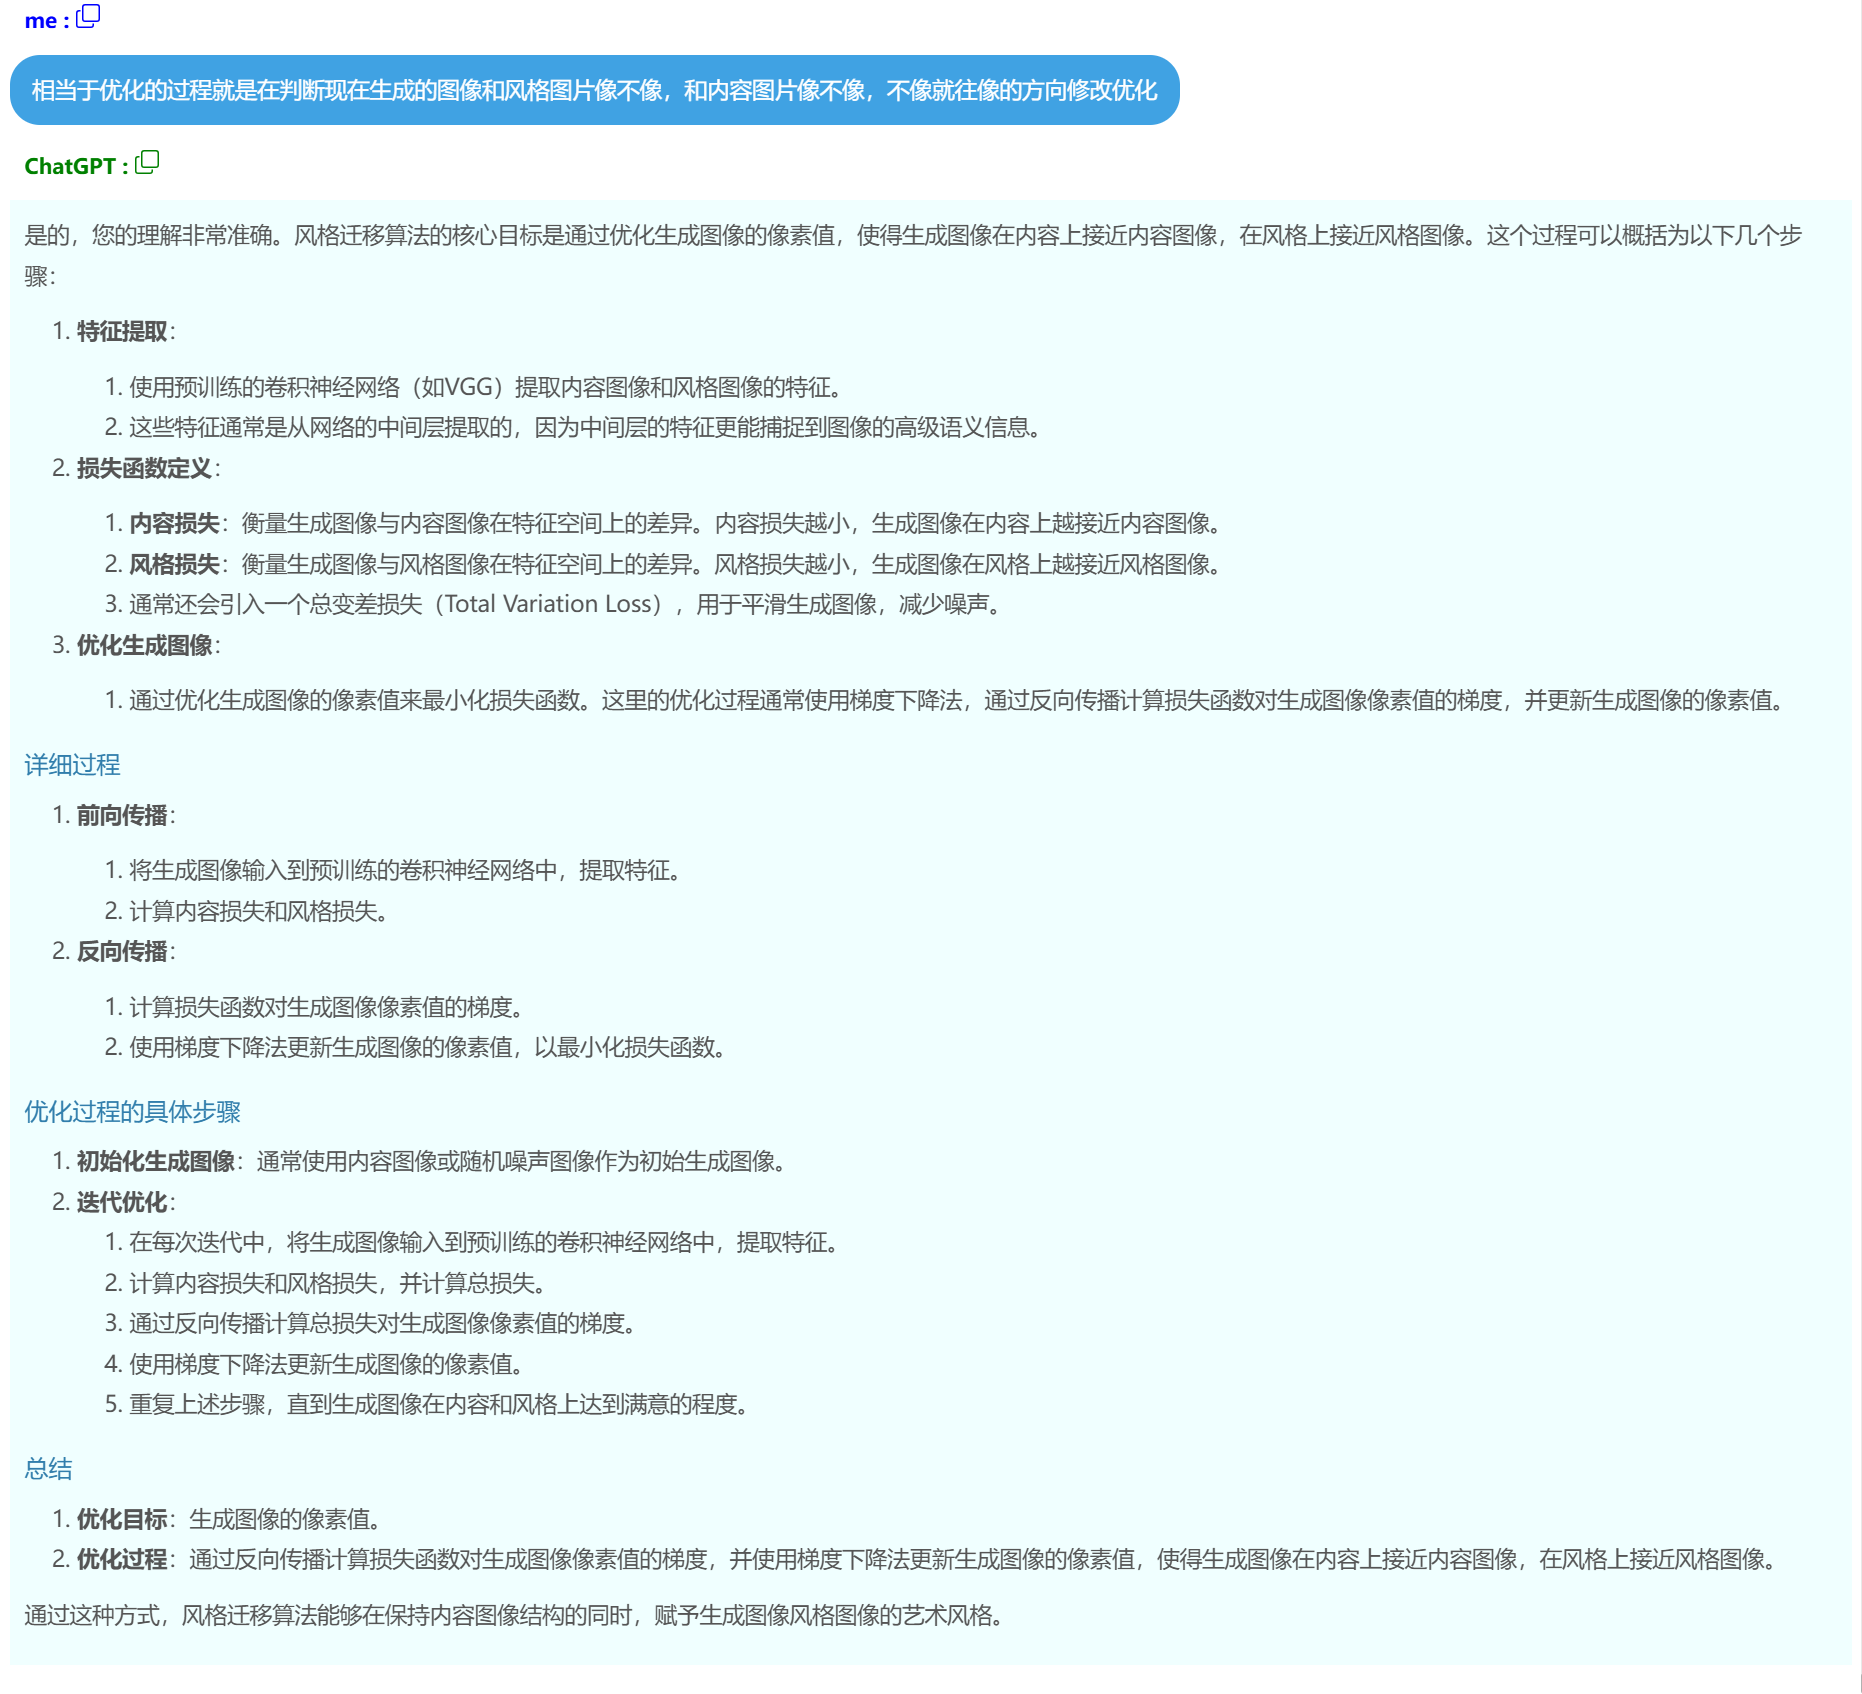 me :
相当于优化的过程就是在判断现在生成的图像和风格图片像不像，和内容图片像不像，不像就往像的方向修改优化
ChatGPT :
是的，您的理解非常准确。风格迁移算法的核心目标是通过优化生成图像的像素值，使得生成图像在内容上接近内容图像，在风格上接近风格图像。这个过程可以概括为以下几个步
骤：
1. 特征提取：
1. 使用预训练的卷积神经网络（如VGG）提取内容图像和风格图像的特征。
2. 这些特征通常是从网络的中间层提取的，因为中间层的特征更能捕捉到图像的高级语义信息。
2. 损失函数定义：
1. 内容损失：衡量生成图像与内容图像在特征空间上的差异。内容损失越小，生成图像在内容上越接近内容图像。
2. 风格损失：衡量生成图像与风格图像在特征空间上的差异。风格损失越小，生成图像在风格上越接近风格图像。
3. 通常还会引入一个总变差损失（Total Variation Loss），用于平滑生成图像，减少噪声。
3. 优化生成图像：
1. 通过优化生成图像的像素值来最小化损失函数。这里的优化过程通常使用梯度下降法，通过反向传播计算损失函数对生成图像像素值的梯度，并更新生成图像的像素值。
详细过程
1. 前向传播：
1. 将生成图像输入到预训练的卷积神经网络中，提取特征。
2. 计算内容损失和风格损失。
2. 反向传播：
1. 计算损失函数对生成图像像素值的梯度。
2. 使用梯度下降法更新生成图像的像素值，以最小化损失函数。
优化过程的具体步骤
1. 初始化生成图像：通常使用内容图像或随机噪声图像作为初始生成图像。
2. 迭代优化：
1. 在每次迭代中，将生成图像输入到预训练的卷积神经网络中，提取特征。
2. 计算内容损失和风格损失，并计算总损失。
3. 通过反向传播计算总损失对生成图像像素值的梯度。
4. 使用梯度下降法更新生成图像的像素值。
5. 重复上述步骤，直到生成图像在内容和风格上达到满意的程度。
总结
1. 优化目标：生成图像的像素值。
2. 优化过程：通过反向传播计算损失函数对生成图像像素值的梯度，并使用梯度下降法更新生成图像的像素值，使得生成图像在内容上接近内容图像，在风格上接近风格图像。
通过这种方式，风格迁移算法能够在保持内容图像结构的同时，赋予生成图像风格图像的艺术风格。